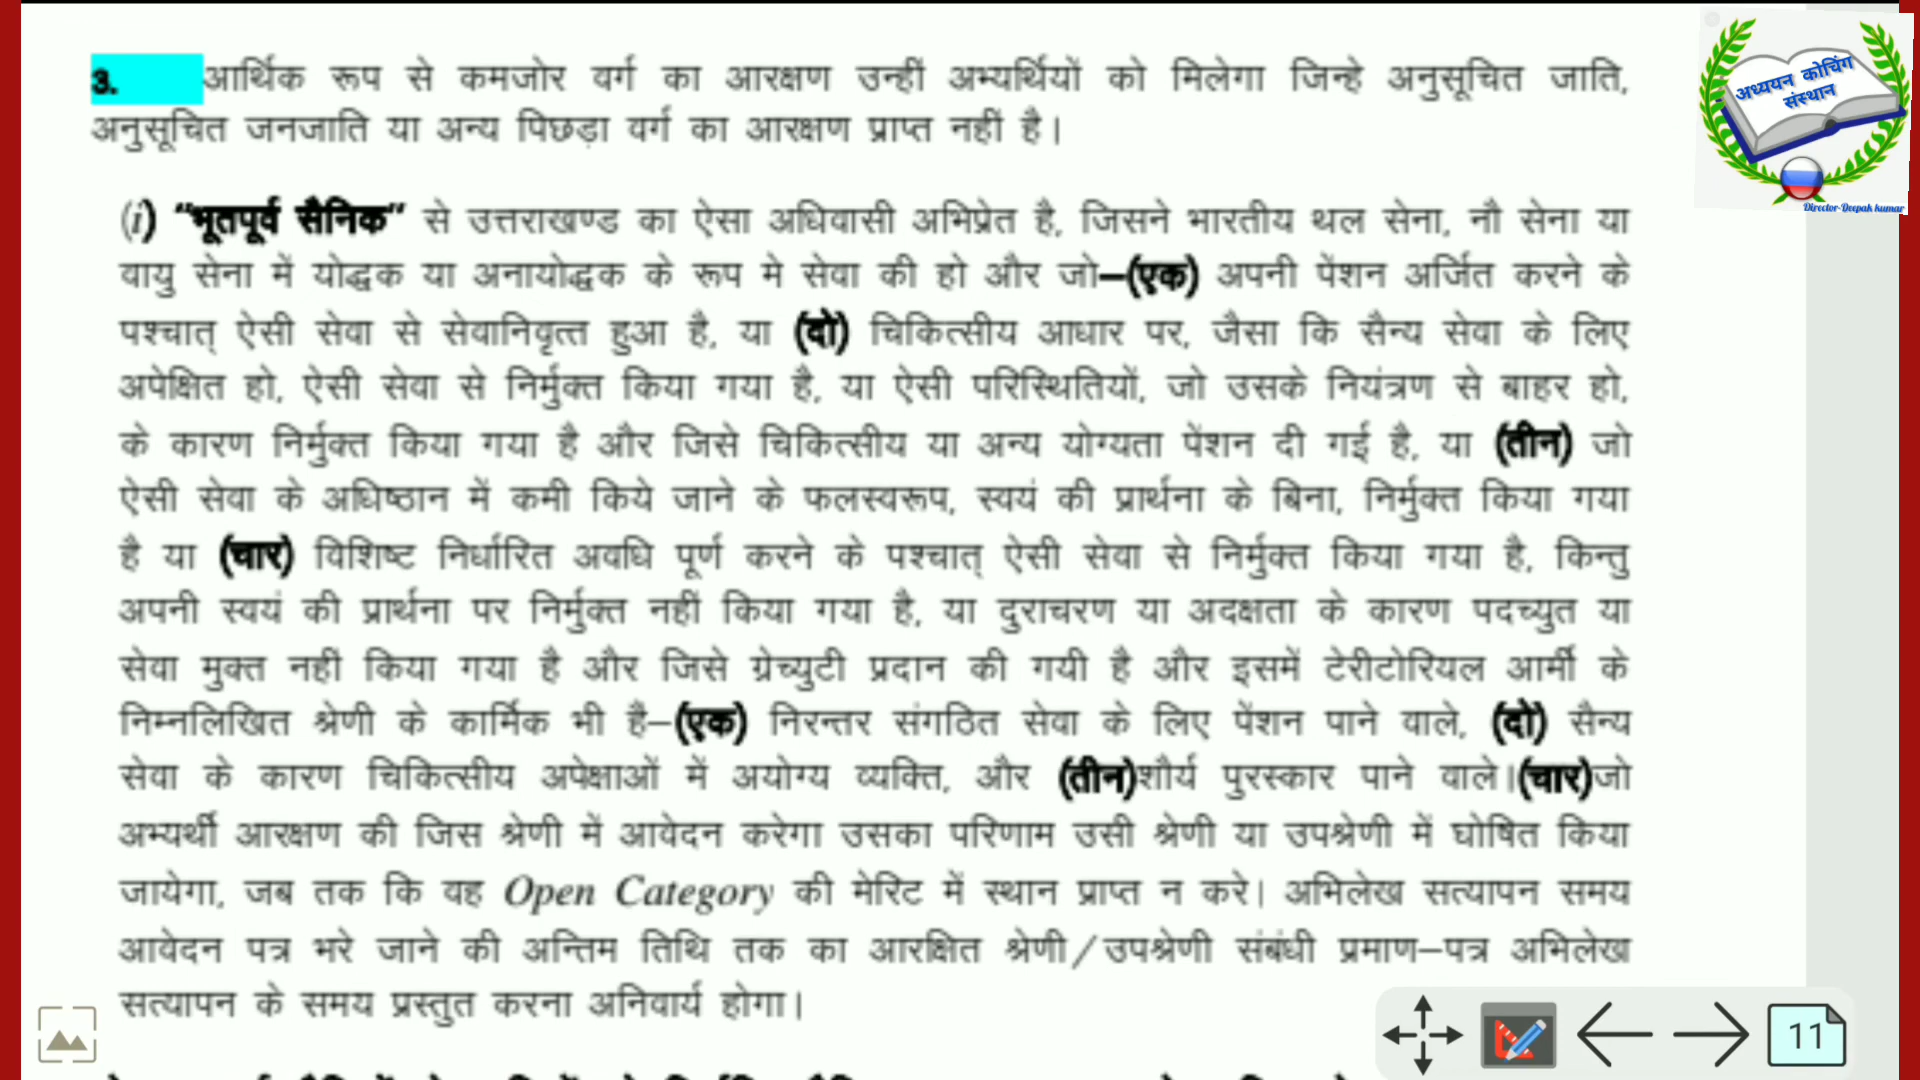 3. आर्थिक रूप से कमजोर वर्ग का आरक्षण उन्हीं अभ्यर्थियों को मिलेगा जिन्हे अनुसूचित जाति,
अनुसूचित जनजाति या अन्य पिछड़ा वर्ग का आरक्षण प्राप्त नहीं है।
(i) “भूतपूर्व सैनिक” से उत्तराखण्ड का ऐसा अधिवासी अभिप्रेत है, जिसने भारतीय थल सेना, नौ सेना या
वायु सेना में योद्धक या अनायोद्धक के रूप मे सेवा की हो और जो–(एक) अपनी पेंशन अर्जित करने के
पश्चात् ऐसी सेवा से सेवानिवृत्त हुआ है, या (दो) चिकित्सीय आधार पर, जैसा कि सैन्य सेवा के लिए
अपेक्षित हो, ऐसी सेवा से निर्मुक्त किया गया है, या ऐसी परिस्थितियों, जो उसके नियंत्रण से बाहर हो,
के कारण निर्मुक्त किया गया है और जिसे चिकित्सीय या अन्य योग्यता पेंशन दी गई है, या (तीन) जो
ऐसी सेवा के अधिष्ठान में कमी किये जाने के फलस्वरूप, स्वयं की प्रार्थना के बिना, निर्मुक्त किया गया
है या (चार) विशिष्ट निर्धारित अवधि पूर्ण करने के पश्चात् ऐसी सेवा से निर्मुक्त किया गया है, किन्तु
अपनी स्वयं की प्रार्थना पर निर्मुक्त नहीं किया गया है, या दुराचरण या अदक्षता के कारण पदच्युत या
सेवा मुक्त नहीं किया गया है और जिसे ग्रेच्युटी प्रदान की गयी है और इसमें टेरीटोरियल आर्मी के
निम्नलिखित श्रेणी के कार्मिक भी है–(एक) निरन्तर संगठित सेवा के लिए पेंशन पाने वाले, (दो) सैन्य
सेवा के कारण चिकित्सीय अपेक्षाओं में अयोग्य व्यक्ति, और (तीन)शौर्य पुरस्कार पाने वाले।(चार)जो
अभ्यर्थी आरक्षण की जिस श्रेणी में आवेदन करेगा उसका परिणाम उसी श्रेणी या उपश्रेणी में घोषित किया
जायेगा, जब तक कि वह Open Category की मेरिट में स्थान प्राप्त न करे। अभिलेख सत्यापन समय
आवेदन पत्र भरे जाने की अन्तिम तिथि तक का आरक्षित श्रेणी/उपश्रेणी संबंधी प्रमाण–पत्र अभिलेख
सत्यापन के समय प्रस्तुत करना अनिवार्य होगा।
अध्ययन कोचिंग
संस्थान
Director-Deepak kumar
11